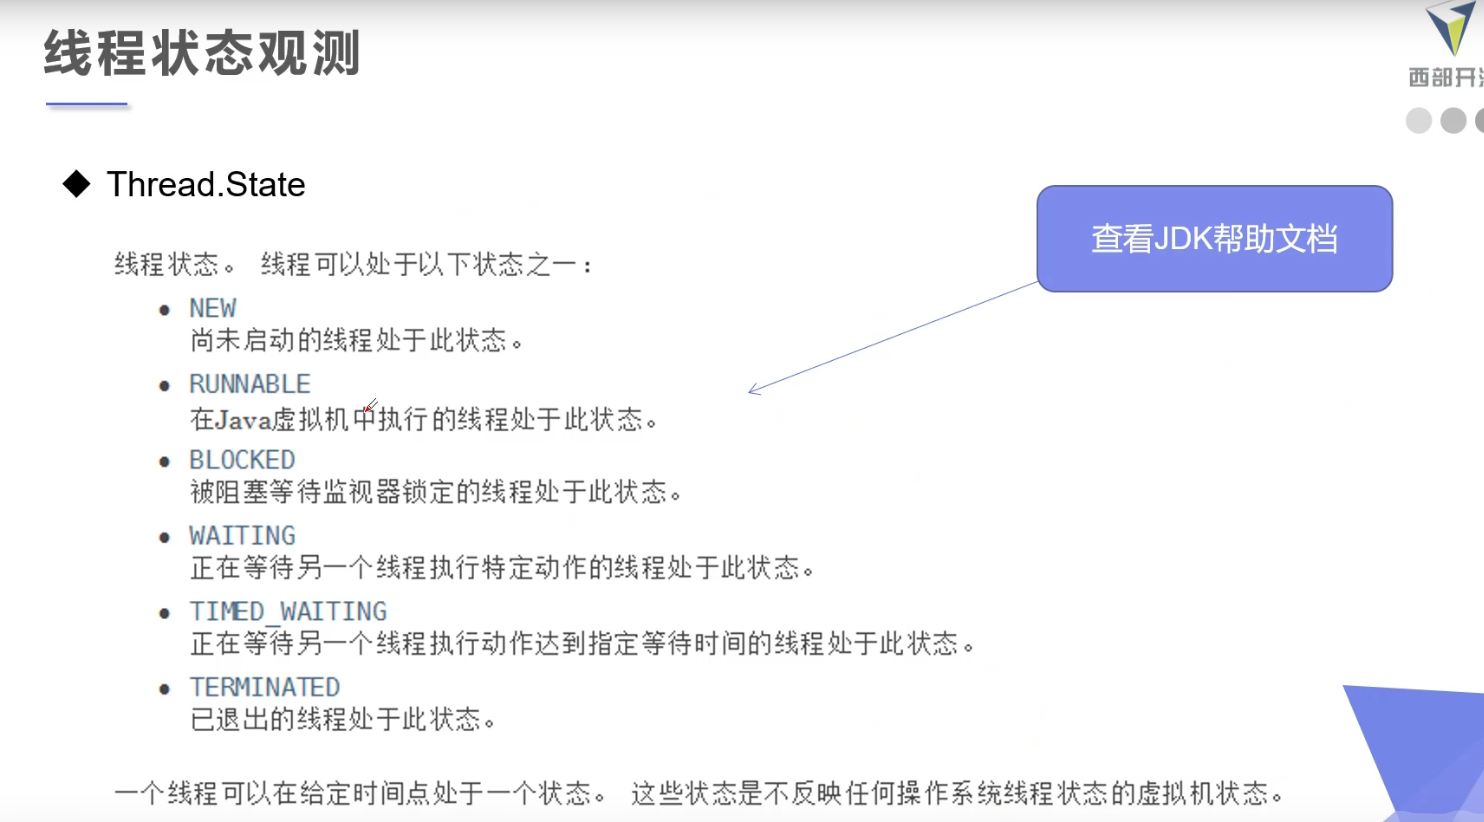 线程状态观测
西部开
Thread.State
查看JDK帮助文档
线程状态。 线程可以处于以下状态之一：
NEW
尚未启动的线程处于此状态。
RUNNABLE
在Java虚拟机中执行的线程处于此状态。
BLOCKED
被阻塞等待监视器锁定的线程处于此状态。
WAITING
正在等待另一个线程执行特定动作的线程处于此状态。
TIMED_WAITING
正在等待另一个线程执行动作达到指定等待时间的线程处于此状态。
TERMINATED
已退出的线程处于此状态。
一个线程可以在给定时间点处于一个状态。 这些状态是不反映任何操作系统线程状态的虚拟机状态。